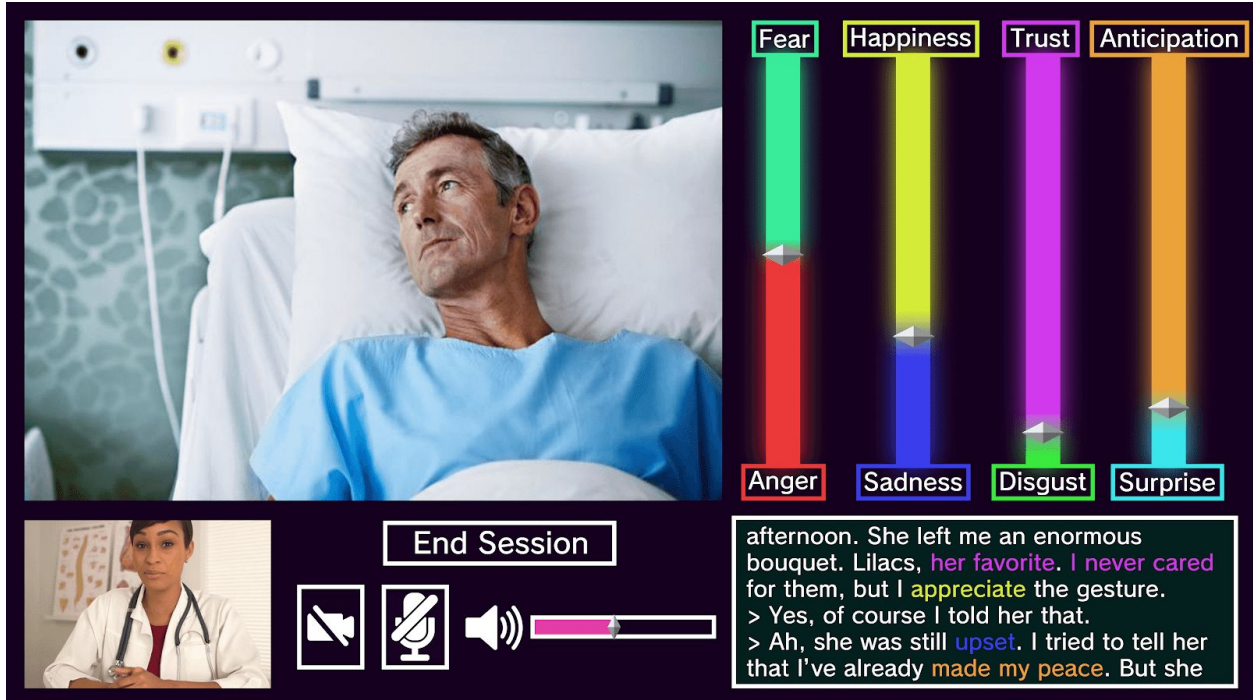 Fear Happiness Trust Anticipation
Anger Sadness Disgust Surprise
End Session
afternoon. She left me an enormous
bouquet. Lilacs, her favorite. I never cared
for them, but I appreciate the gesture.
> Yes, of course I told her that.
> Ah, she was still upset. I tried to tell her
that I've already made my peace. But she